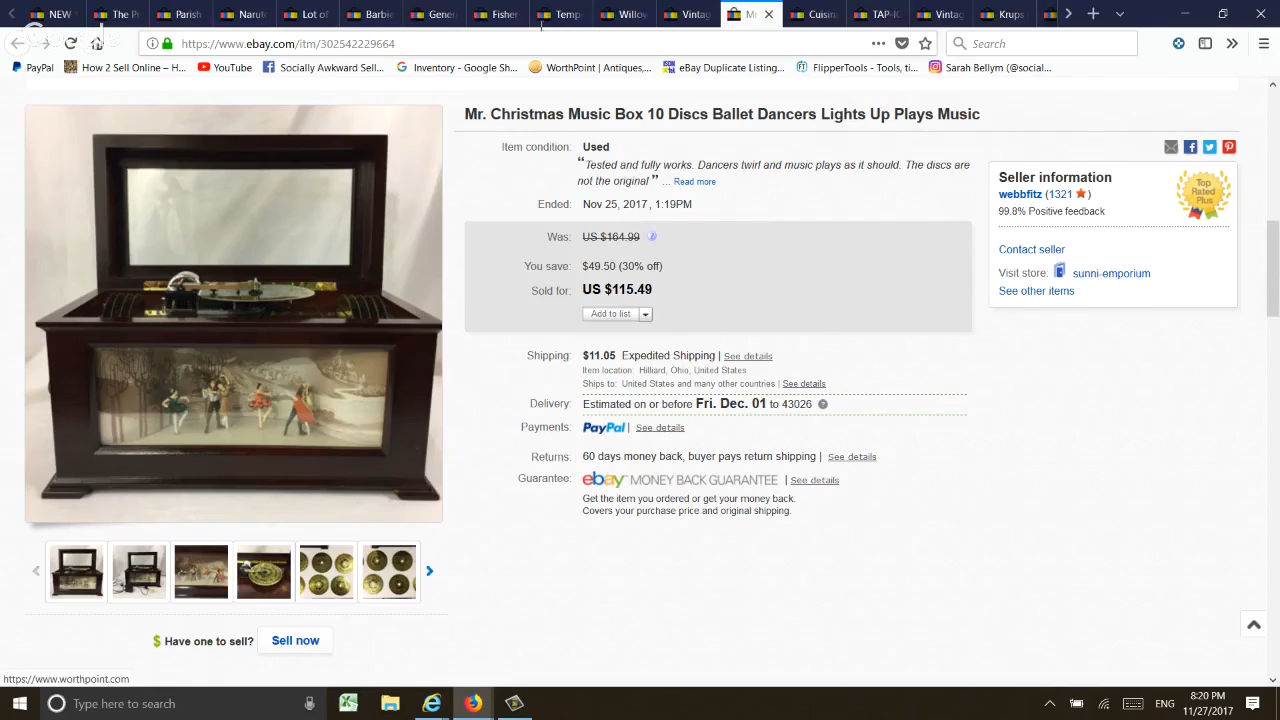 NEW
The P
Parish
Narut
Lot of
Barbie
Gener
Fisher
Temp
Willov
Vintag
Mr
Cuisin
TAP-IC
Vintag
Krups
https://www.ebay.com/itm/302542229664
Search
PayPal
How 2 Sell Online – H...
YouTube
Socially Awkward Sell...
Inventory - Google Sh...
WorthPoint | Antiques,...
eBay Duplicate Listing...
FlipperTools - Tools, ti...
Sarah Bellym (@social...
Mr. Christmas Music Box 10 Discs Ballet Dancers Lights Up Plays Music
Item condition: Used
“Tested and fully works. Dancers twirf and music plays as it should. The discs are
not the original ” ... Read more
Ended: Nov 25, 2017 , 1:19PM
Was: US $164.99
You save: $49.50 (30% off)
Sold for: US $115.49
Add to list
Shipping: $11.05 Expedited Shipping | See details
Item location: Hilliard, Ohio, United States
Ships to: United States and many other countries | See details
Delivery: Estimated on or before Fri. Dec. 01 to 43026
Payments: PayPal | See details
Returns: 60 days money back, buyer pays return shipping | See details
Guarantee: ebay MONEY BACK GUARANTEE | See details
Get the item you ordered or get your money back.
Covers your purchase price and original shipping.
Seller information
webbfitz (1321 )
99.8% Positive feedback
Top
Rated
Plus
Contact seller
Visit store: sunni-emporium
See other items
$ Have one to sell? Sell now
https://www.worthpoint.com
Type here to search
ENG
8:20 PM
11/27/2017